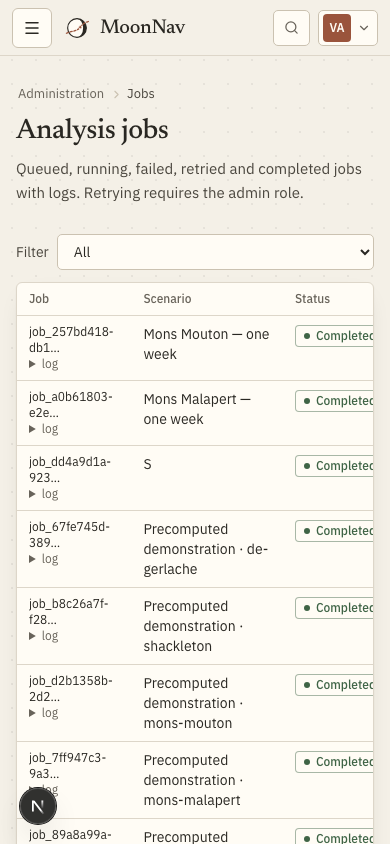 MoonNav
VA
Administration > Jobs
Analysis jobs
Queued, running, failed, retried and completed jobs
with logs. Retrying requires the admin role.
Filter
All
Job Scenario Status
job_257bd418-
db1…
log
Mons Mouton — one
week
Completed
job_a0b61803-
e2e…
log
Mons Malapert —
one week
Completed
job_dd4a9d1a-
923…
log
S
Completed
job_67fe745d-
389…
log
Precomputed
demonstration · de-
gerlache
Completed
job_b8c26a7f-
f28…
log
Precomputed
demonstration ·
shackleton
Completed
job_d2b1358b-
2d2…
log
Precomputed
demonstration ·
mons-mouton
Completed
job_7ff947c3-
9a3…
log
Precomputed
demonstration ·
mons-malapert
Completed
N
job_89a8a99a-
Precomputed
Completed